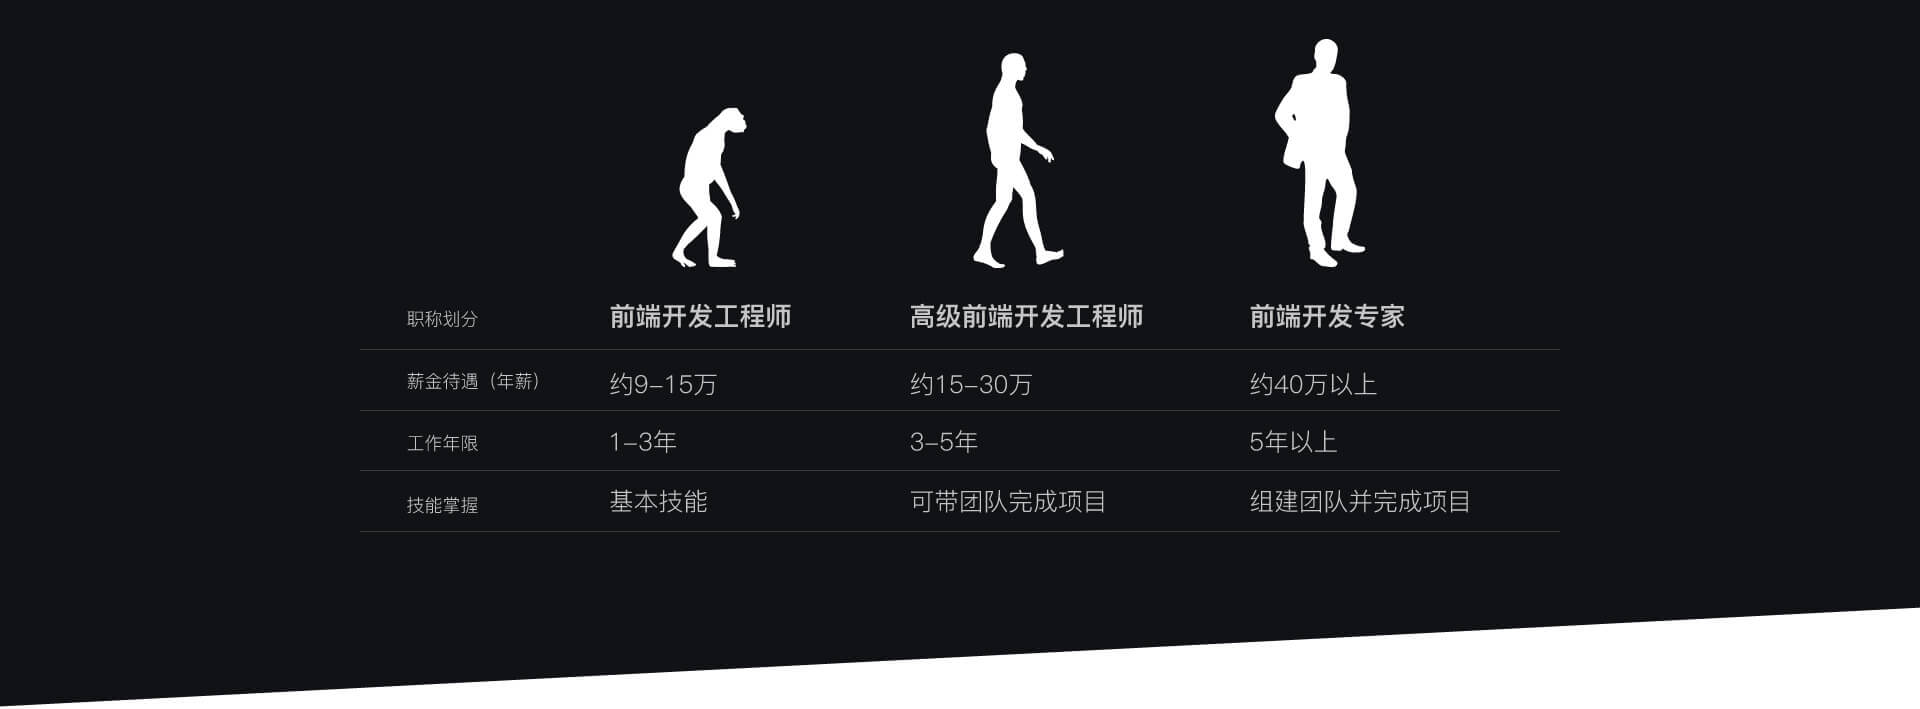 职称划分 前端开发工程师 高级前端开发工程师 前端开发专家
薪金待遇（年薪） 约9-15万 约15-30万 约40万以上
工作年限 1-3年 3-5年 5年以上
技能掌握 基本技能 可带团队完成项目 组建团队并完成项目